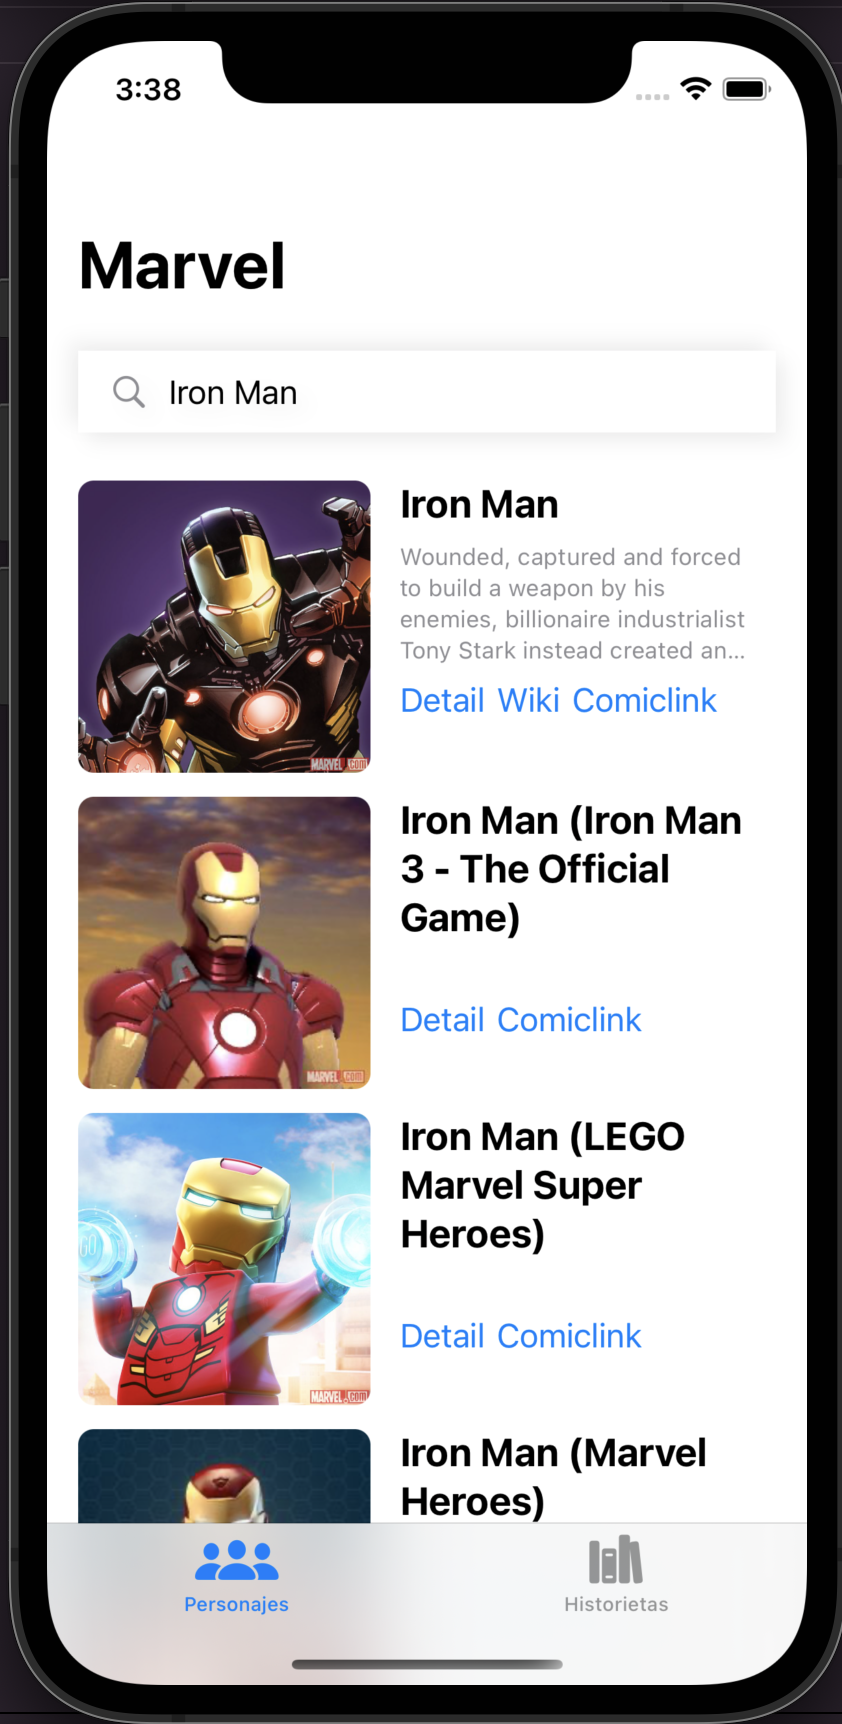 3:38
Marvel
Iron Man
Iron Man
Wounded, captured and forced
to build a weapon by his
enemies, billionaire industrialist
Tony Stark instead created an...
Detail Wiki Comiclink
MARVEL.COM
Iron Man (Iron Man
3 - The Official
Game)
Detail Comiclink
MARVEL.COM
Iron Man (LEGO
Marvel Super
Heroes)
Detail Comiclink
MARVEL.COM
Iron Man (Marvel
Heroes)
Personajes
Historietas